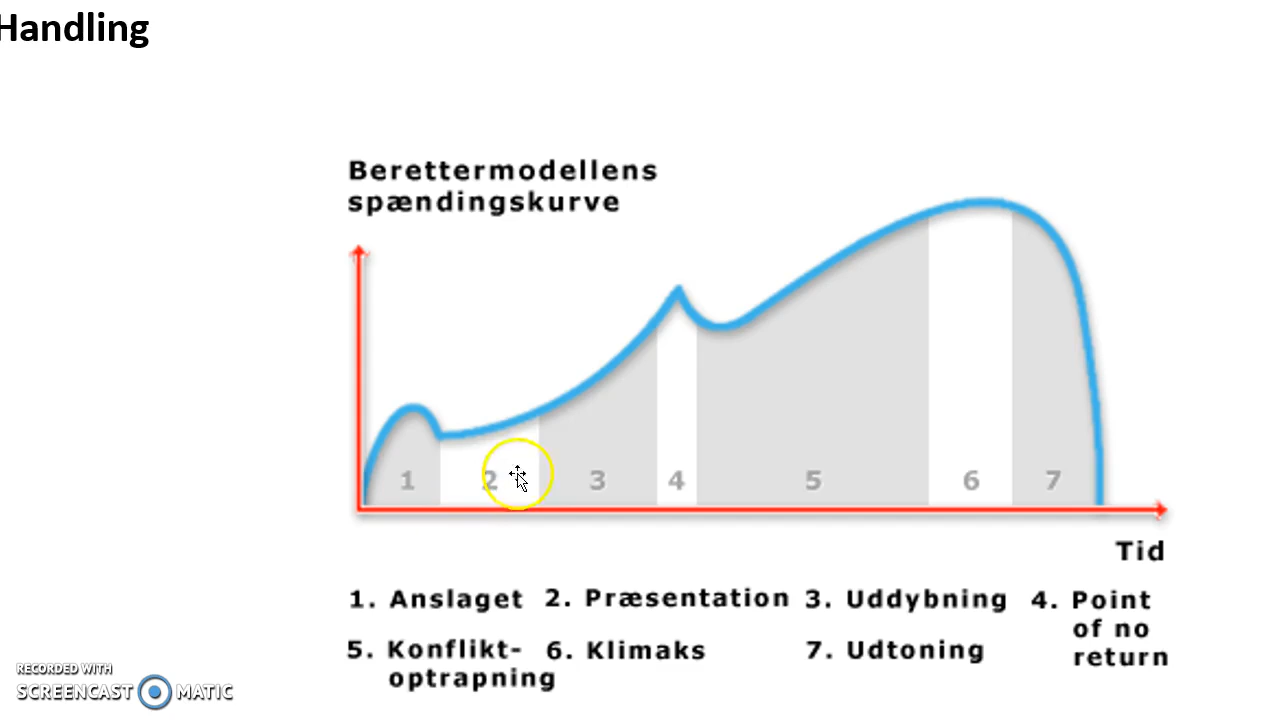 Handling
Berettermodellens
spændingskurve
1 2 3 4 5 6 7
Tid
1. Anslaget 2. Præsentation 3. Uddybning 4. Point
of no
return
5. Konflikt- 6. Klimaks 7. Udtoning
optrapning
RECORDED WITH
SCREENCAST MATIC